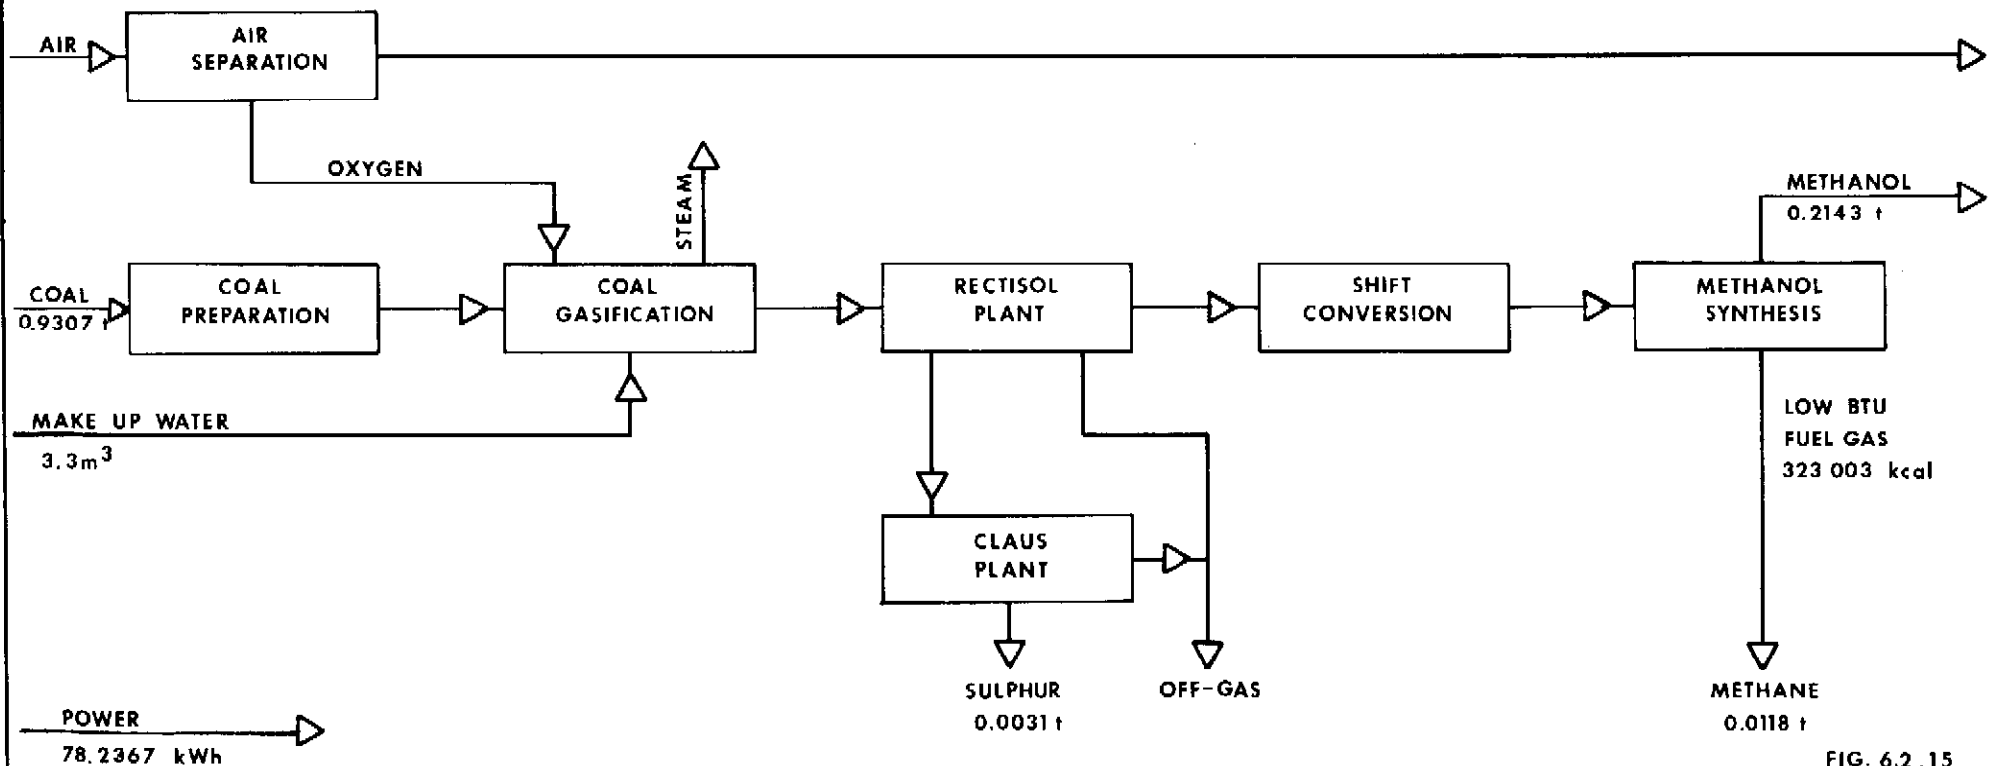 AIR
AIR
SEPARATION
OXYGEN
STEAM
METHANOL
0.2143 t
COAL
0.9307 t
COAL
PREPARATION
COAL
GASIFICATION
RECTISOL
PLANT
SHIFT
CONVERSION
METHANOL
SYNTHESIS
MAKE UP WATER
3.3m³
LOW BTU
FUEL GAS
323 003 kcal
CLAUS
PLANT
SULPHUR
0.0031 t
OFF-GAS
METHANE
0.0118 t
POWER
78.2367 kWh
FIG. 6.2.15